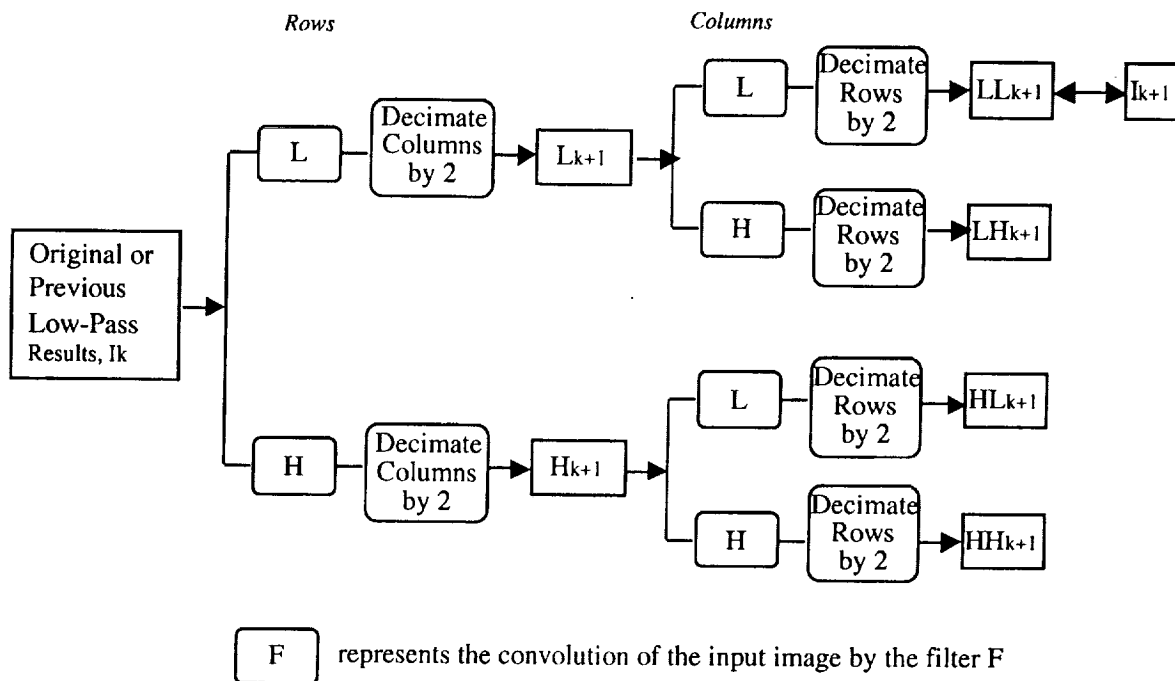 Rows
Columns
L
Decimate
Columns
by 2
Lk+1
L
Decimate
Rows
by 2
LLk+1
Ik+1
H
Decimate
Rows
by 2
LHk+1
Original or
Previous
Low-Pass
Results, Ik
H
Decimate
Columns
by 2
Hk+1
L
Decimate
Rows
by 2
HLk+1
H
Decimate
Rows
by 2
HHk+1
F represents the convolution of the input image by the filter F